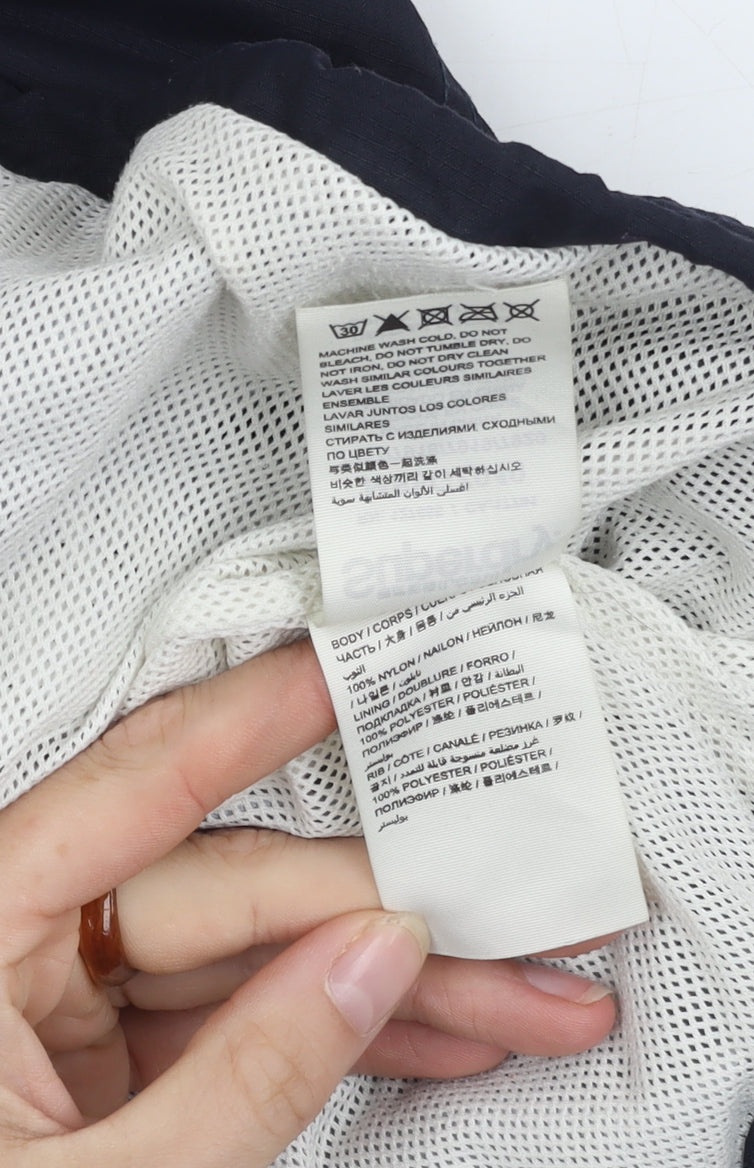 30
MACHINE WASH COLD, DO NOT
BLEACH, DO NOT TUMBLE DRY, DO
NOT IRON, DO NOT DRY CLEAN
WASH SIMILAR COLOURS TOGETHER
LAVER LES COULEURS SIMILAIRES
ENSEMBLE
LAVAR JUNTOS LOS COLORES
SIMILARES
СТИРАТЬ С ИЗДЕЛИЯМИ, СХОДНЫМИ
ПО ЦВЕТУ
与类似颜色一起洗涤
비슷한 색상끼리 같이 세탁하십시오
اغسلي الألوان المتشابهة سوية
BODY / CORPS /
ЧАСТЬ / 大身 / 몸통 / الجزء الرئيسي من
الثوب
100% NYLON / NAILON / НЕЙЛОН / 尼龙
/ 나일론 / نايلون
LINING / DOUBLURE / FORRO /
ПОДКЛАДКА / 衬里 / 안감 / البطانة
100% POLYESTER / POLIÉSTER /
ПОЛИЭФИР / 涤纶 / 폴리에스테르 /
بوليستر
RIB / CÔTE / CANALÉ / РЕЗИНКА / 罗纹 /
골지 / غرز مضلعة منسوجة قابلة للتمدد
100% POLYESTER / POLIÉSTER /
ПОЛИЭФИР / 涤纶 / 폴리에스테르 /
بوليستر